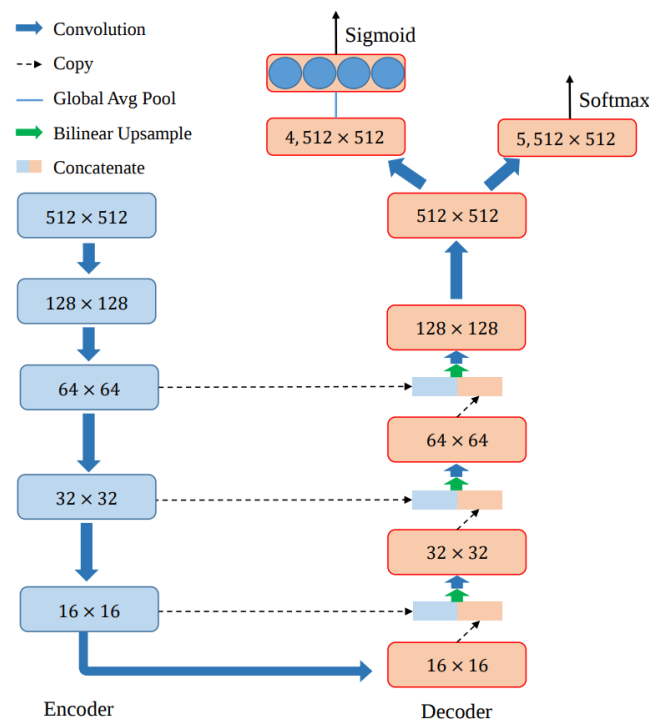 Convolution
Copy
Global Avg Pool
Bilinear Upsample
Concatenate
Sigmoid
4, 512 × 512
Softmax
5, 512 × 512
512 × 512
128 × 128
64 × 64
32 × 32
16 × 16
Encoder
512 × 512
128 × 128
64 × 64
32 × 32
16 × 16
Decoder